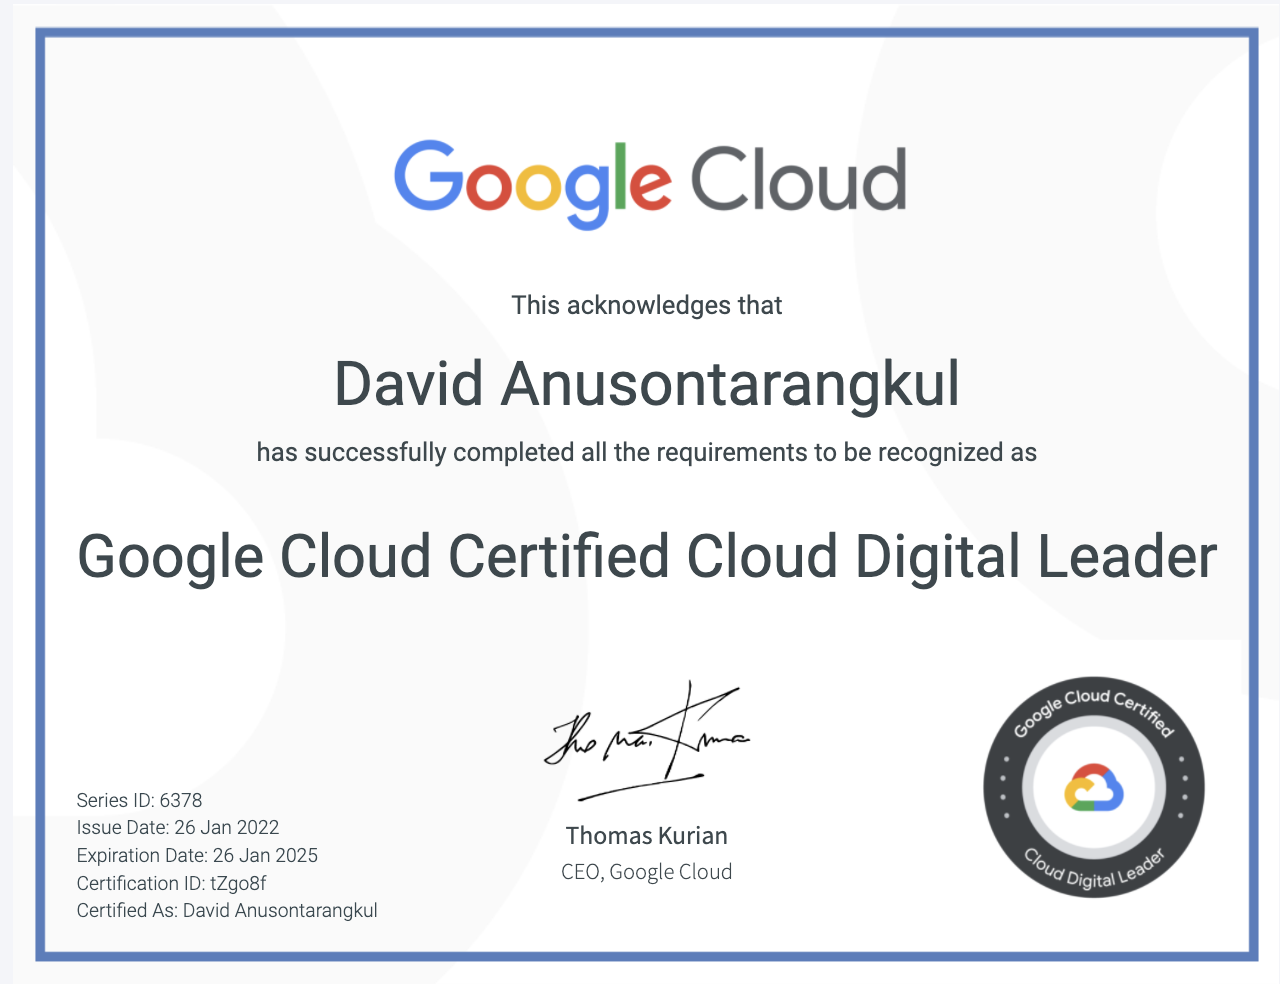 Google Cloud
This acknowledges that
David Anusontarangkul
has successfully completed all the requirements to be recognized as
Google Cloud Certified Cloud Digital Leader
Thomas Kurian
Thomas Kurian
CEO, Google Cloud
Series ID: 6378
Issue Date: 26 Jan 2022
Expiration Date: 26 Jan 2025
Certification ID: tZgo8f
Certified As: David Anusontarangkul
Google Cloud Certified
Cloud Digital Leader